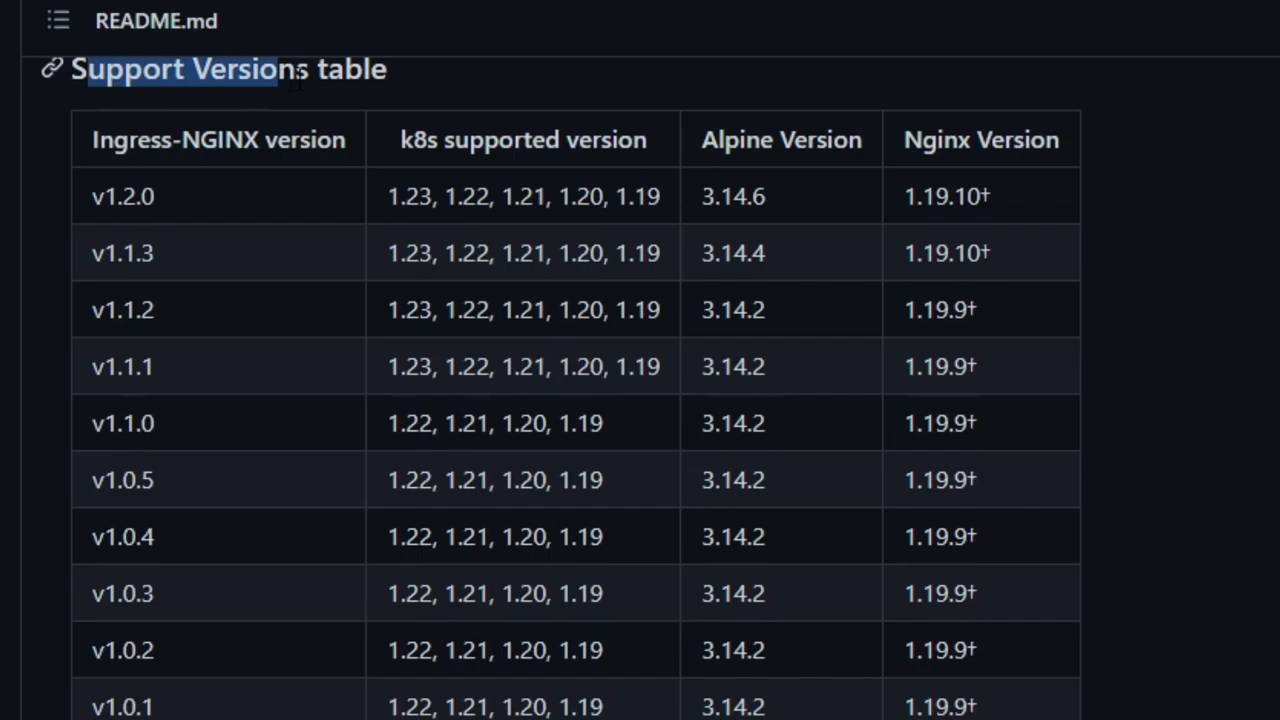 README.md
Support Versions table
Ingress-NGINX version k8s supported version Alpine Version Nginx Version
v1.2.0 1.23, 1.22, 1.21, 1.20, 1.19 3.14.6 1.19.10†
v1.1.3 1.23, 1.22, 1.21, 1.20, 1.19 3.14.4 1.19.10†
v1.1.2 1.23, 1.22, 1.21, 1.20, 1.19 3.14.2 1.19.9†
v1.1.1 1.23, 1.22, 1.21, 1.20, 1.19 3.14.2 1.19.9†
v1.1.0 1.22, 1.21, 1.20, 1.19 3.14.2 1.19.9†
v1.0.5 1.22, 1.21, 1.20, 1.19 3.14.2 1.19.9†
v1.0.4 1.22, 1.21, 1.20, 1.19 3.14.2 1.19.9†
v1.0.3 1.22, 1.21, 1.20, 1.19 3.14.2 1.19.9†
v1.0.2 1.22, 1.21, 1.20, 1.19 3.14.2 1.19.9†
v1.0.1 1.22, 1.21, 1.20, 1.19 3.14.2 1.19.9†